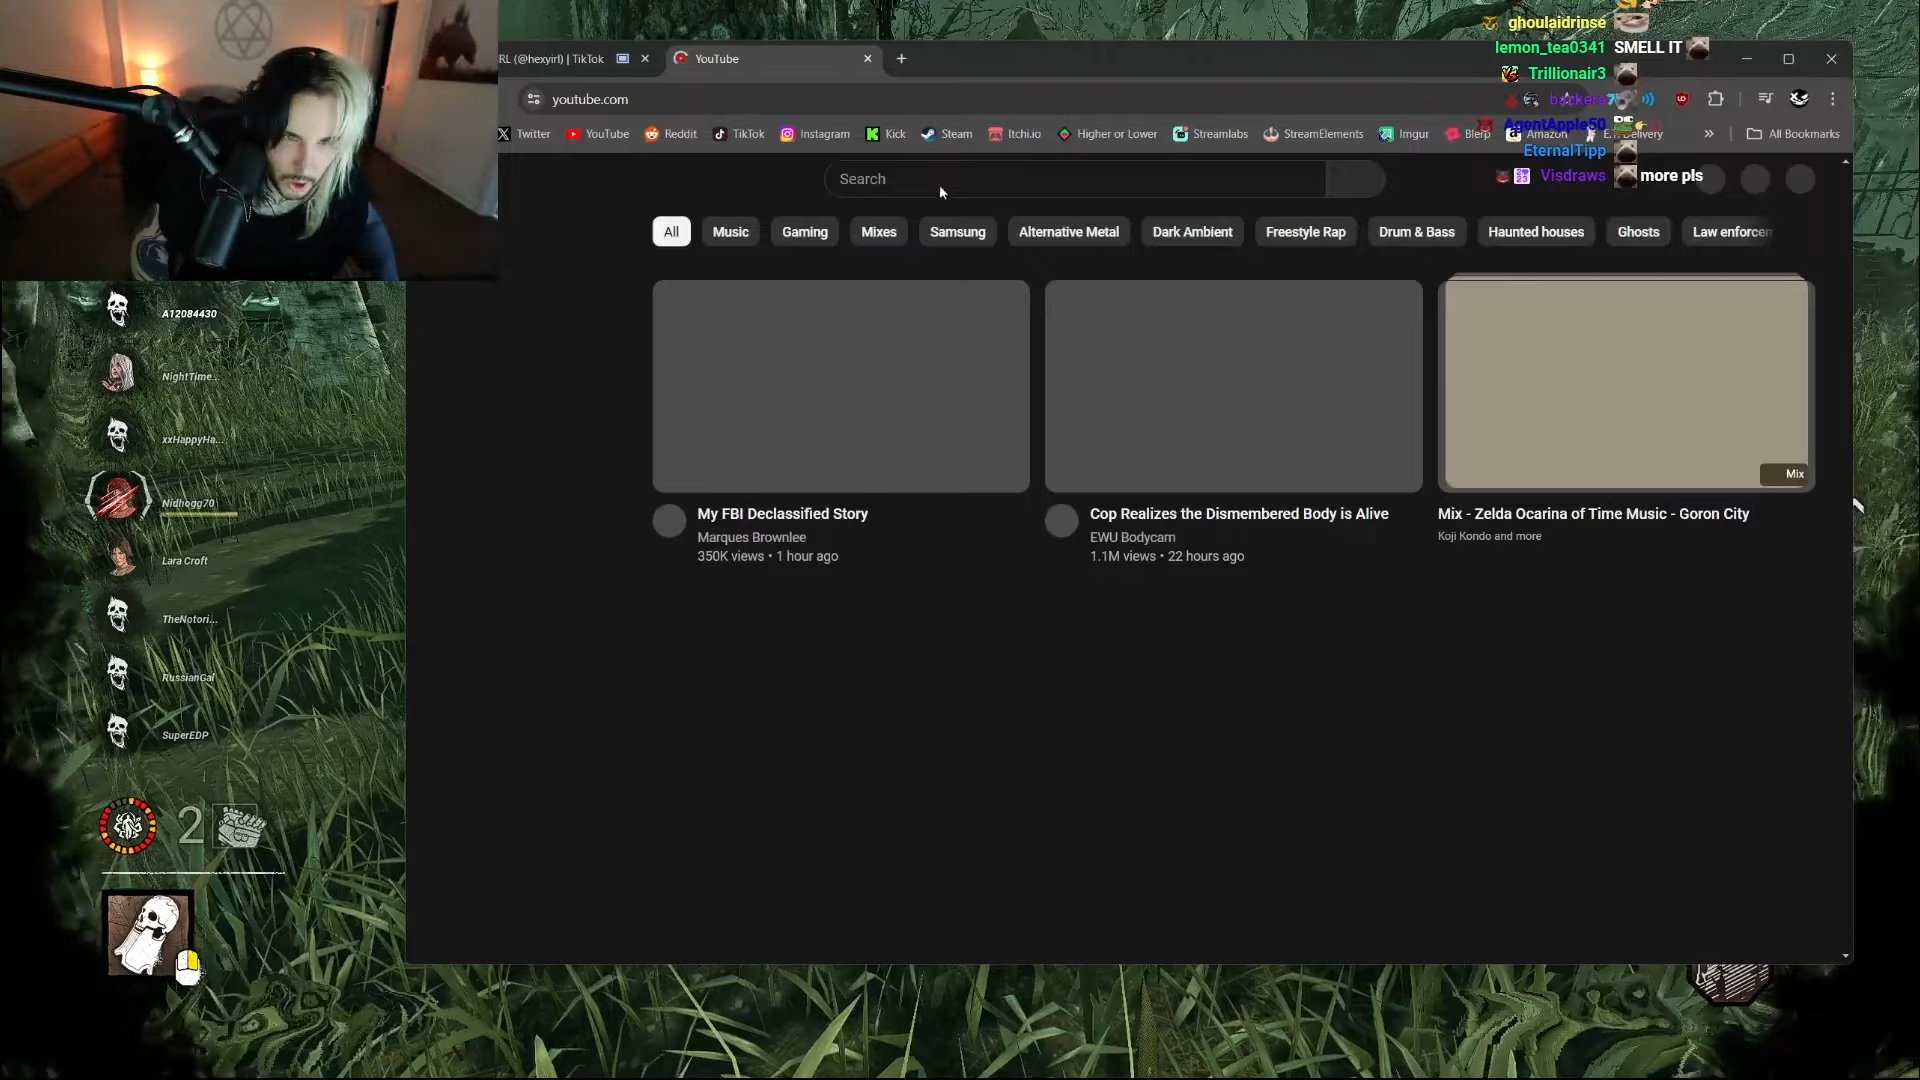 ghoulaidrinse
lemon_tea0341 SMELL IT
Trillionair3
AgentApple50
EternalTipp
Visdraws more pls
RL (@hexyirl) | TikTok
YouTube
youtube.com
Twitter YouTube Reddit TikTok Instagram Kick Steam Itchi.io Higher or Lower Streamlabs StreamElements Imgur Blerp Amazon Delivery » All Bookmarks
Search
All Music Gaming Mixes Samsung Alternative Metal Dark Ambient Freestyle Rap Drum & Bass Haunted houses Ghosts Law enforcen
Mix
My FBI Declassified Story
Marques Brownlee
350K views • 1 hour ago
Cop Realizes the Dismembered Body is Alive
EWU Bodycam
1.1M views • 22 hours ago
Mix - Zelda Ocarina of Time Music - Goron City
Koji Kondo and more
A12084430
NightTime...
xxHappyHa...
Nidhogg70
Lara Croft
TheNotori...
RussianGal
SuperEDP
2